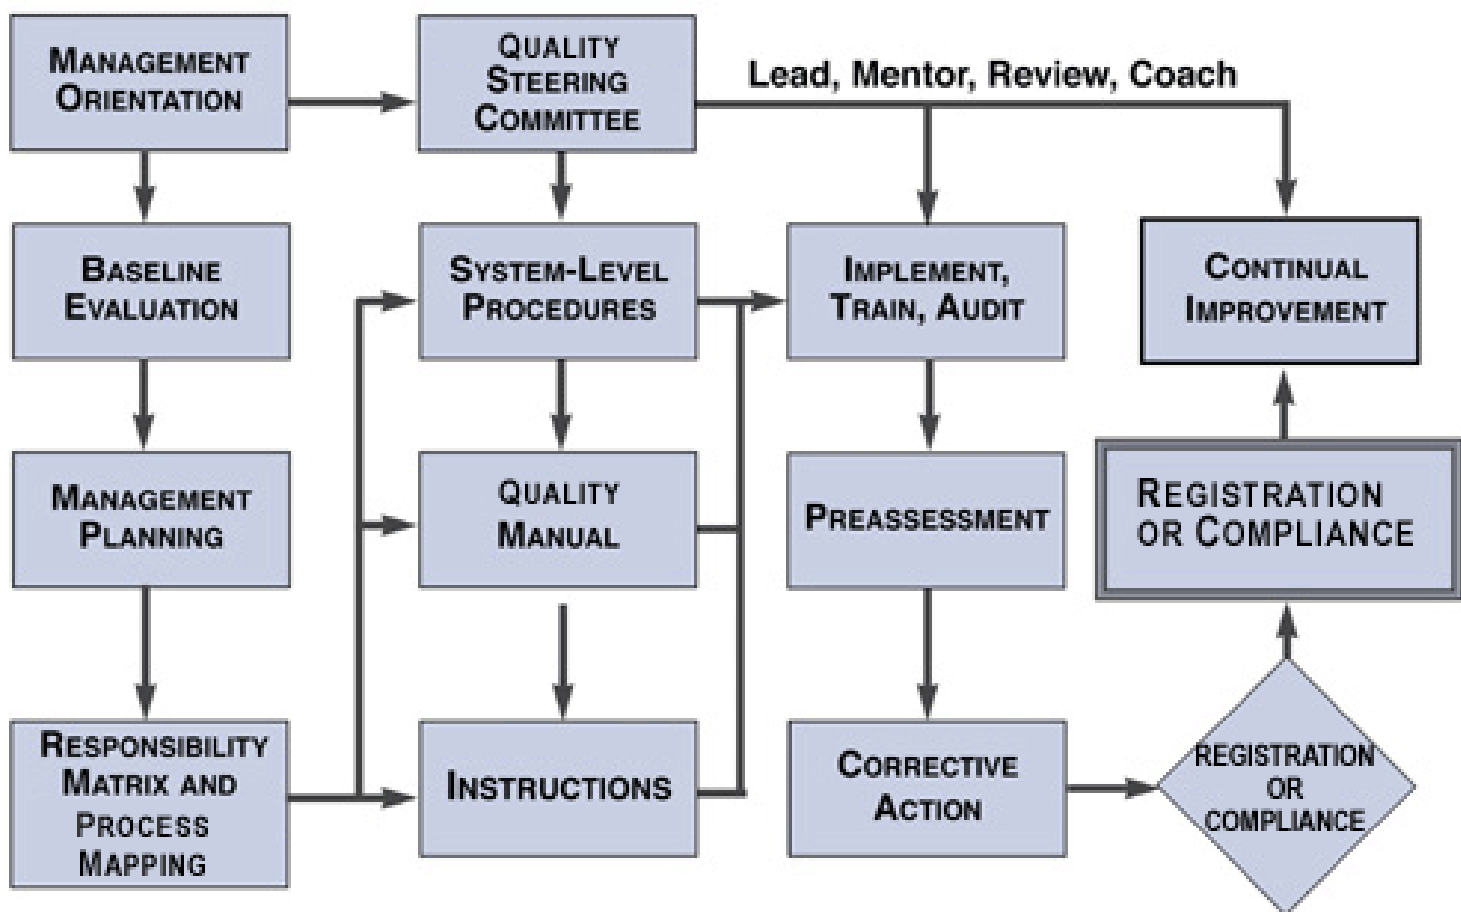 MANAGEMENT
ORIENTATION
QUALITY
STEERING
COMMITTEE
Lead, Mentor, Review, Coach
BASELINE
EVALUATION
SYSTEM-LEVEL
PROCEDURES
IMPLEMENT,
TRAIN, AUDIT
CONTINUAL
IMPROVEMENT
MANAGEMENT
PLANNING
QUALITY
MANUAL
PREASSESSMENT
REGISTRATION
OR COMPLIANCE
RESPONSIBILITY
MATRIX AND
PROCESS
MAPPING
INSTRUCTIONS
CORRECTIVE
ACTION
REGISTRATION
OR
COMPLIANCE